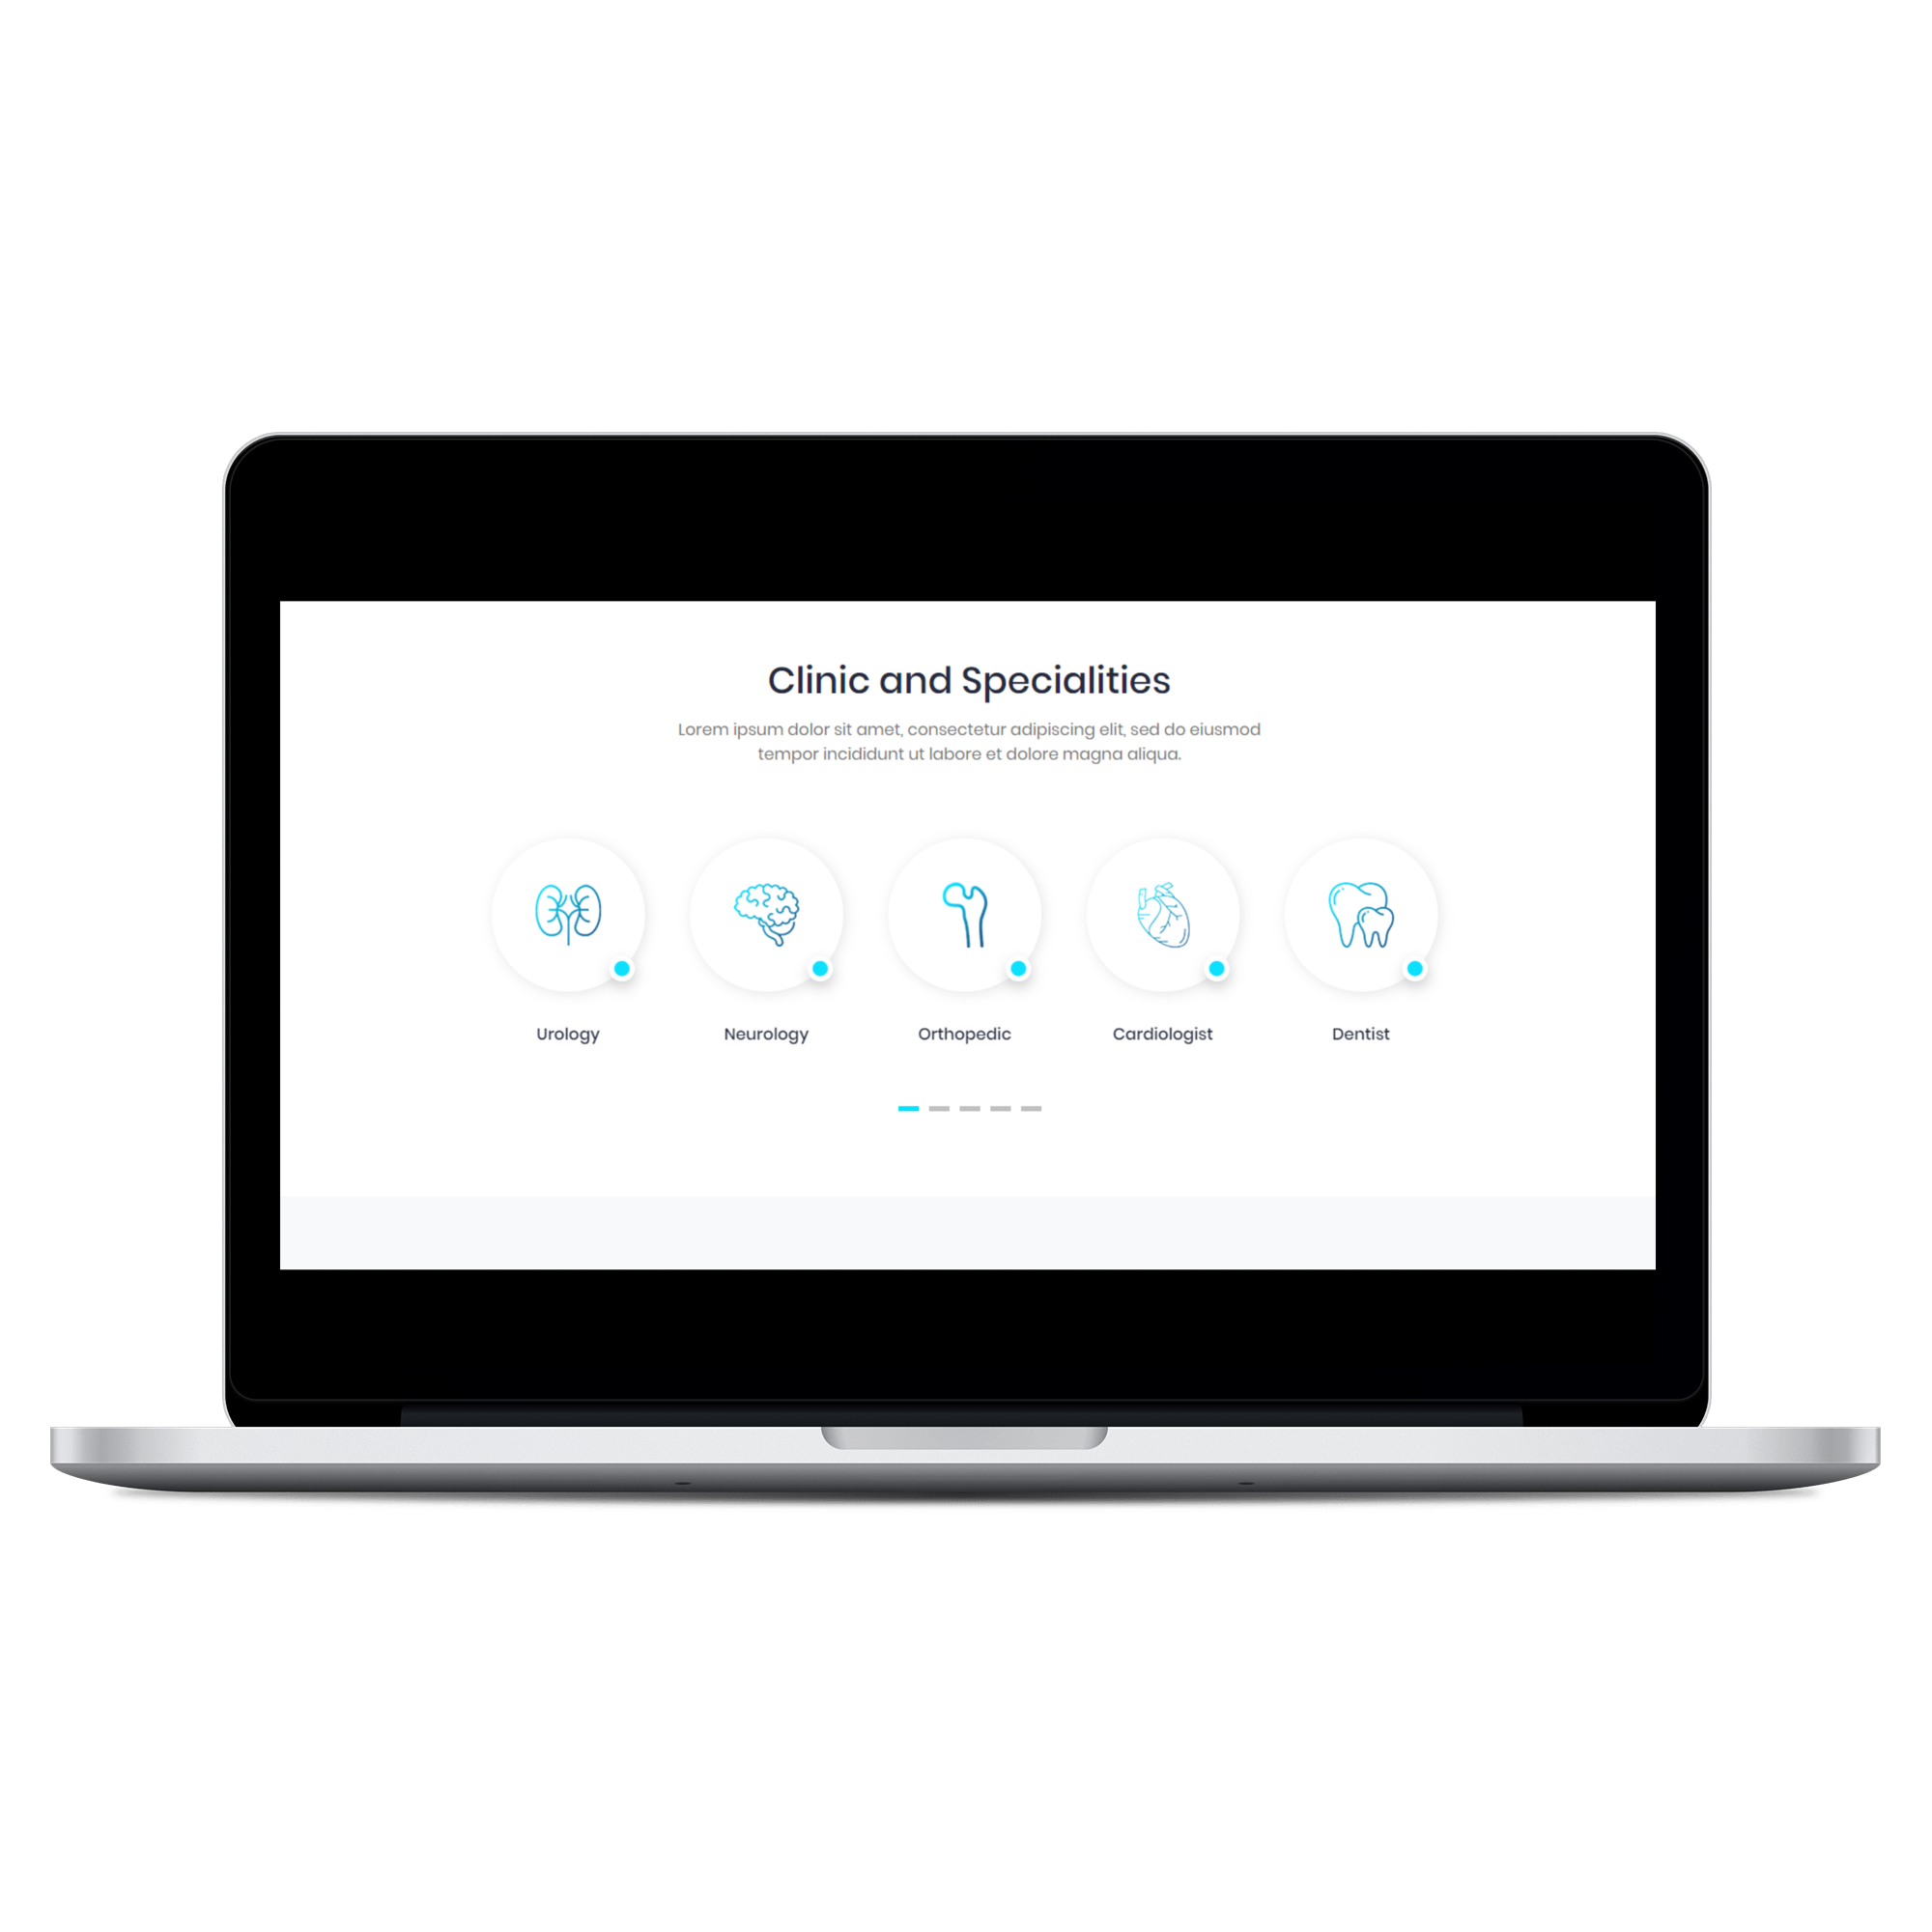 Clinic and Specialities
Lorem ipsum dolor sit amet, consectetur adipiscing elit, sed do eiusmod
tempor incididunt ut labore et dolore magna aliqua.
Urology
Neurology
Orthopedic
Cardiologist
Dentist